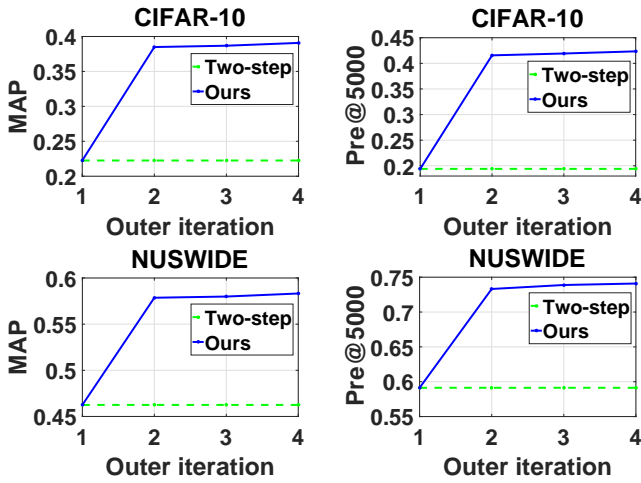 CIFAR-10
MAP
0.4
0.35
0.3
0.25
0.2
Two-step
Ours
1 2 3 4
Outer iteration
CIFAR-10
Pre@5000
0.45
0.4
0.35
0.3
0.25
0.2
Two-step
Ours
1 2 3 4
Outer iteration
NUSWIDE
MAP
0.6
0.55
0.5
0.45
Two-step
Ours
1 2 3 4
Outer iteration
NUSWIDE
Pre@5000
0.75
0.7
0.65
0.6
0.55
Two-step
Ours
1 2 3 4
Outer iteration